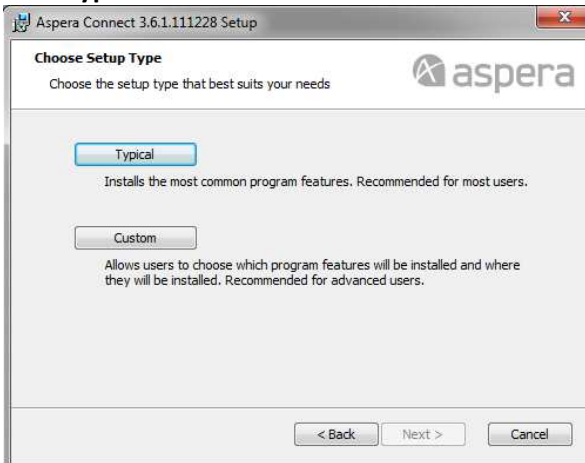 Aspera Connect 3.6.1.111228 Setup
Choose Setup Type
Choose the setup type that best suits your needs
aspera
Typical
Installs the most common program features. Recommended for most users.
Custom
Allows users to choose which program features will be installed and where
they will be installed. Recommended for advanced users.
< Back
Next >
Cancel